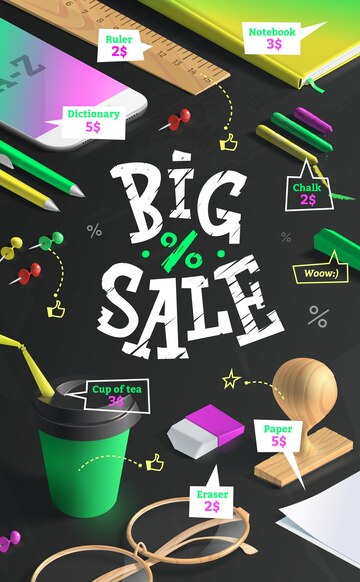 Notebook
3$
Ruler
2$
A-Z
Dictionary
5$
Chalk
2$
BIG
%
SALE
%
%
Woow:)
Cup of tea
3$
Paper
5$
Eraser
2$